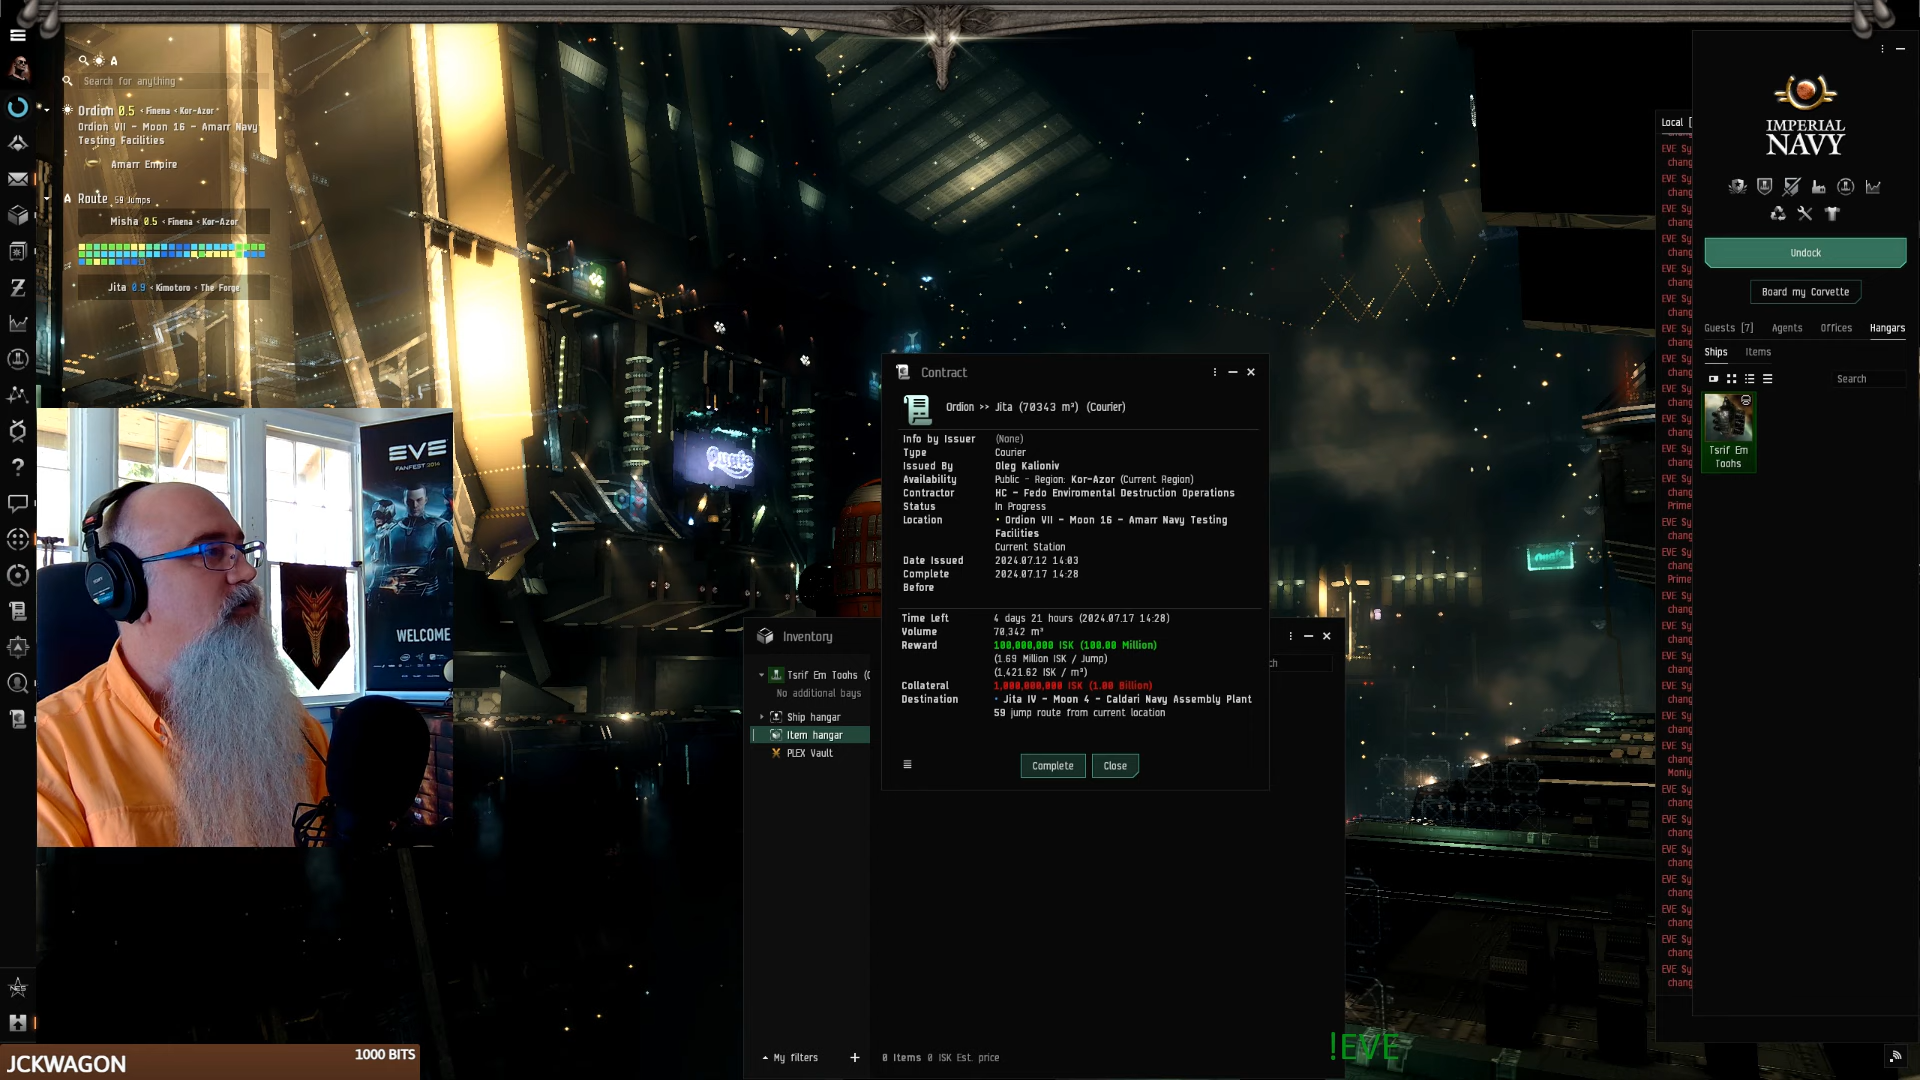 A
Search for anything
Ordion 0.5 < Finena < Kor-Azor
Ordion VII - Moon 16 - Amarr Navy
Testing Facilities
Amarr Empire
Route 59 Jumps
Misha 0.5 < Finena < Kor-Azor
Jita 0.9 < Kimotoro < The Forge
EVE
FANFEST 2014
WELCOME
JCKWAGON
1000 BITS
Quafe
Contract
Ordion >> Jita (70343 m³) (Courier)
Info by Issuer (None)
Type Courier
Issued By Oleg Kalioniv
Availability Public - Region: Kor-Azor (Current Region)
Contractor HC - Fedo Enviromental Destruction Operations
Status In Progress
Location • Ordion VII - Moon 16 - Amarr Navy Testing
Facilities
Current Station
Date Issued 2024.07.12 14:03
Complete 2024.07.17 14:28
Before
Time Left 4 days 21 hours (2024.07.17 14:28)
Volume 70,342 m³
Reward 100,000,000 ISK (100.00 Million)
(1.69 Million ISK / Jump)
(1,421.62 ISK / m³)
Collateral 1,000,000,000 ISK (1.00 Billion)
Destination • Jita IV - Moon 4 - Caldari Navy Assembly Plant
59 jump route from current location
Complete
Close
Inventory
Tsrif Em Toohs (
No additional bays
Ship hangar
Item hangar
PLEX Vault
My filters
+
0 Items 0 ISK Est. price
!EVE
Quafe
Local [
EVE Sy
chang
IMPERIAL
NAVY
Undock
Board my Corvette
Guests [7]
Agents
Offices
Hangars
Ships
Items
Search
Tsrif Em
Toohs